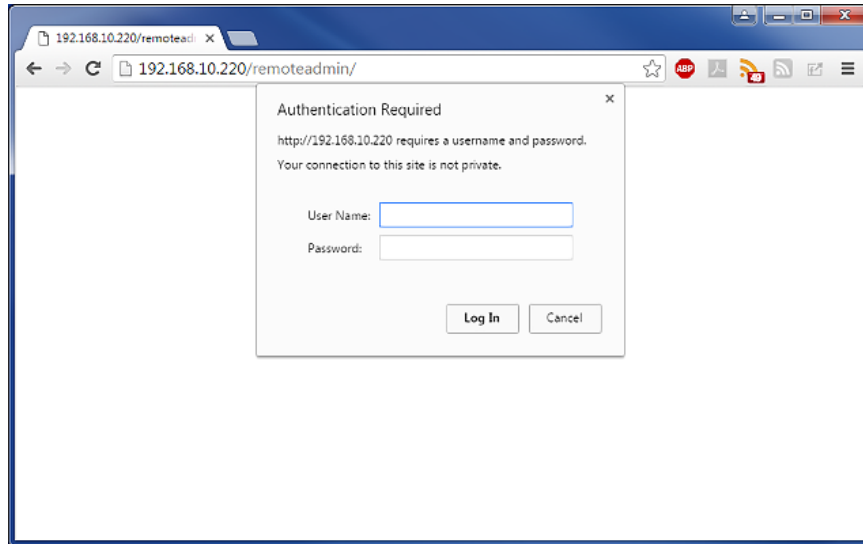 192.168.10.220/remotead
192.168.10.220/remoteadmin/
ABP
49
Authentication Required
http://192.168.10.220 requires a username and password.
Your connection to this site is not private.
User Name:
Password:
Log In
Cancel